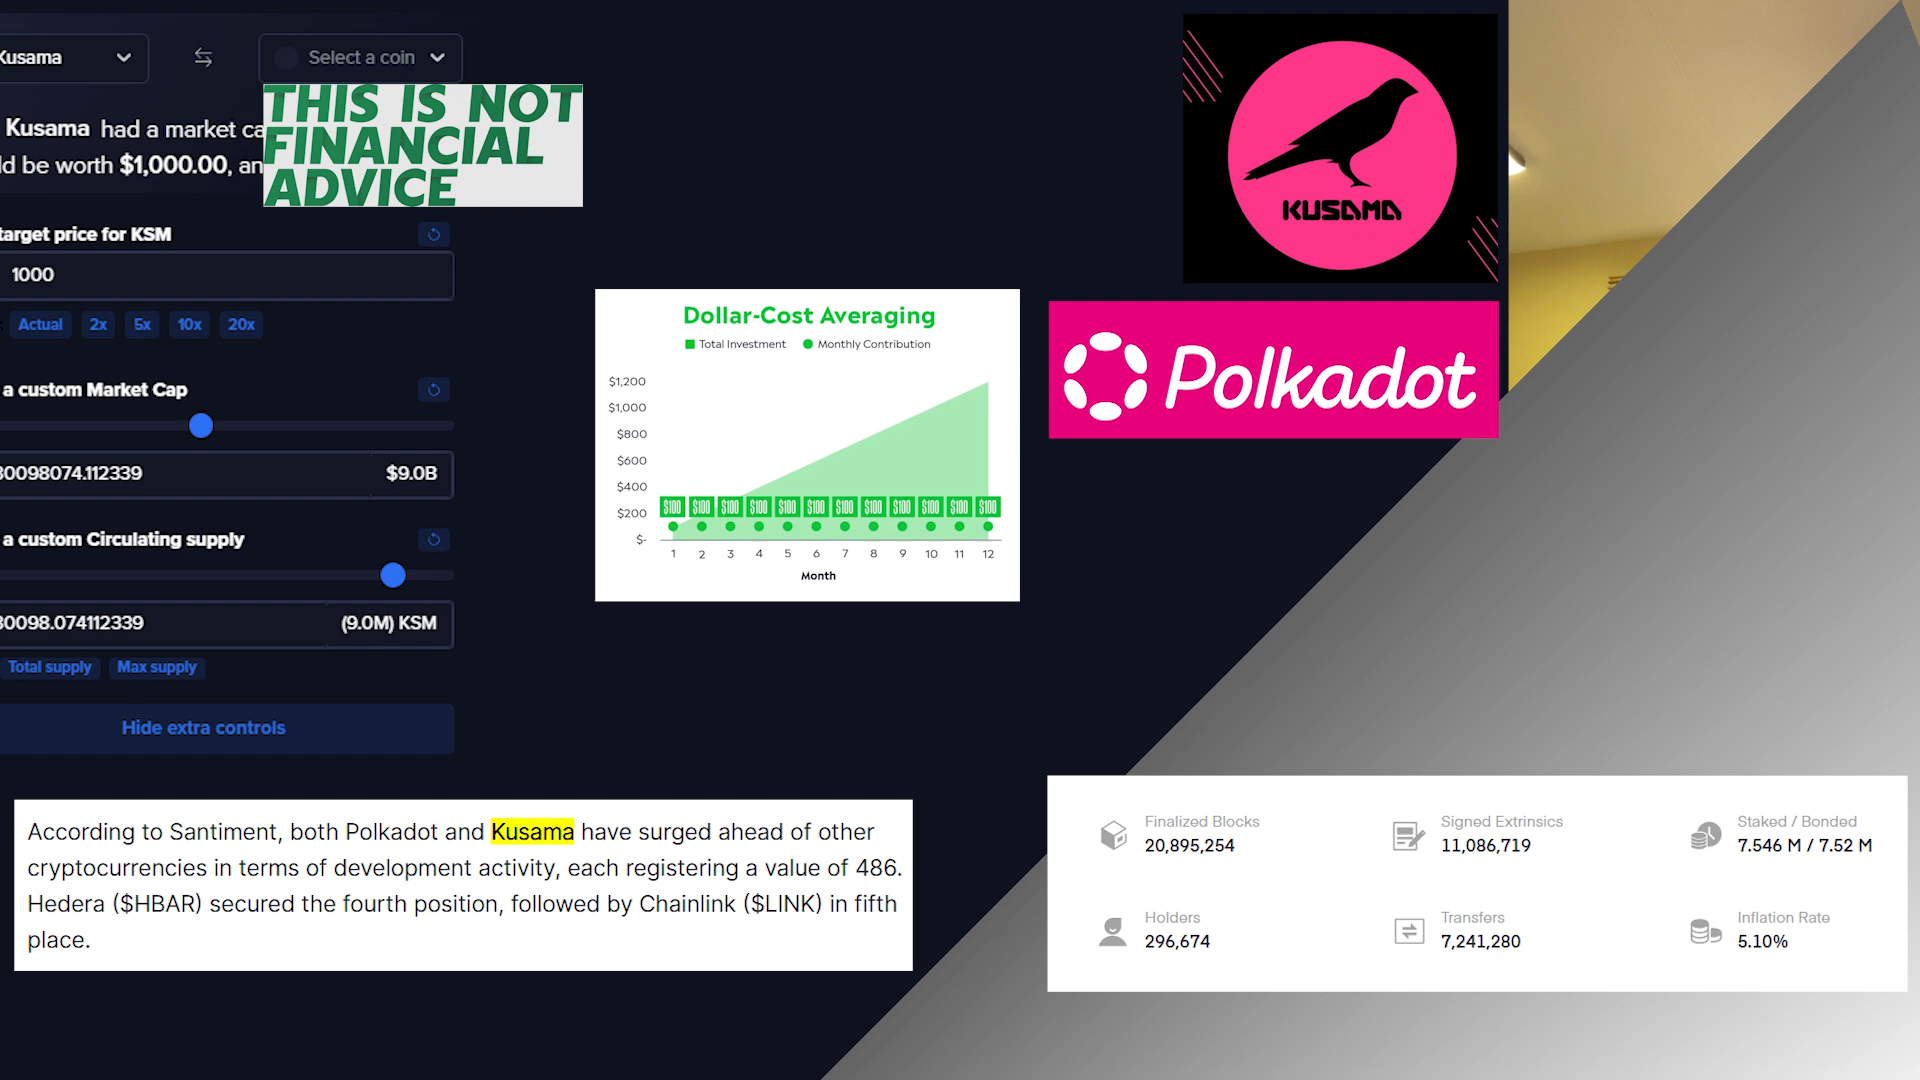 Kusama
Select a coin
THIS IS NOT
FINANCIAL
ADVICE
Kusama had a market ca
ld be worth $1,000.00, an
target price for KSM
1000
Actual 2x 5x 10x 20x
a custom Market Cap
30098074.112339 $9.0B
a custom Circulating supply
30098.074112339 (9.0M) KSM
Total supply Max supply
Hide extra controls
Dollar-Cost Averaging
Total Investment Monthly Contribution
$1,200
$1,000
$800
$600
$400
$200
$-
$100 $100 $100 $100 $100 $100 $100 $100 $100 $100 $100 $100
1 2 3 4 5 6 7 8 9 10 11 12
Month
KUSAMA
Polkadot
According to Santiment, both Polkadot and Kusama have surged ahead of other
cryptocurrencies in terms of development activity, each registering a value of 486.
Hedera ($HBAR) secured the fourth position, followed by Chainlink ($LINK) in fifth
place.
Finalized Blocks
20,895,254
Signed Extrinsics
11,086,719
Staked / Bonded
7.546 M / 7.52 M
Holders
296,674
Transfers
7,241,280
Inflation Rate
5.10%